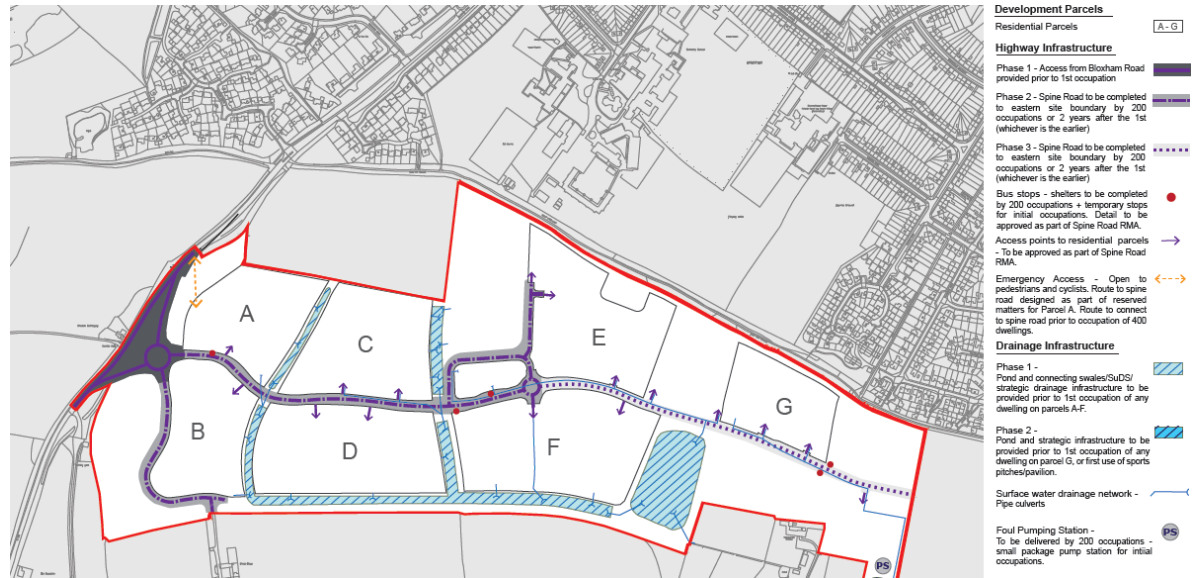 Development Parcels
Residential Parcels
A - G
Highway Infrastructure
Phase 1 - Access from Bloxham Road
provided prior to 1st occupation
Phase 2 - Spine Road to be completed
to eastern site boundary by 200
occupations or 2 years after the 1st
(whichever is the earlier)
Phase 3 - Spine Road to be completed
to eastern site boundary by 200
occupations or 2 years after the 1st
(whichever is the earlier)
Bus stops - shelters to be completed
by 200 occupations + temporary stops
for initial occupations. Detail to be
approved as part of Spine Road RMA.
Access points to residential parcels
- To be approved as part of Spine Road
RMA.
Emergency Access - Open to
pedestrians and cyclists. Route to spine
road designed as part of reserved
matters for Parcel A. Route to connect
to spine road prior to occupation of 400
dwellings.
Drainage Infrastructure
Phase 1 -
Pond and connecting swales/SuDS/
strategic drainage infrastructure to be
provided prior to 1st occupation of any
dwelling on parcels A-F.
Phase 2 -
Pond and strategic infrastructure to be
provided prior to 1st occupation of any
dwelling on parcel G, or first use of sports
pitches/pavilion.
Surface water drainage network -
Pipe culverts
Foul Pumping Station -
To be delivered by 200 occupations -
small package pump station for intial
occupations.
PS
A
C
E
G
B
D
F
PS